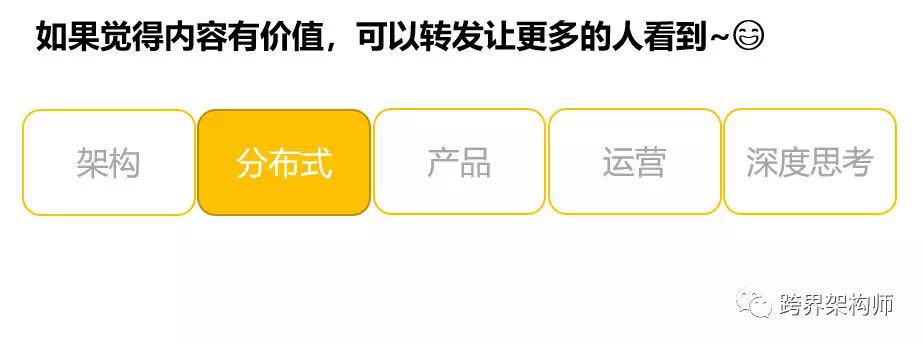 如果觉得内容有价值，可以转发让更多的人看到~😄
架构 分布式 产品 运营 深度思考
跨界架构师